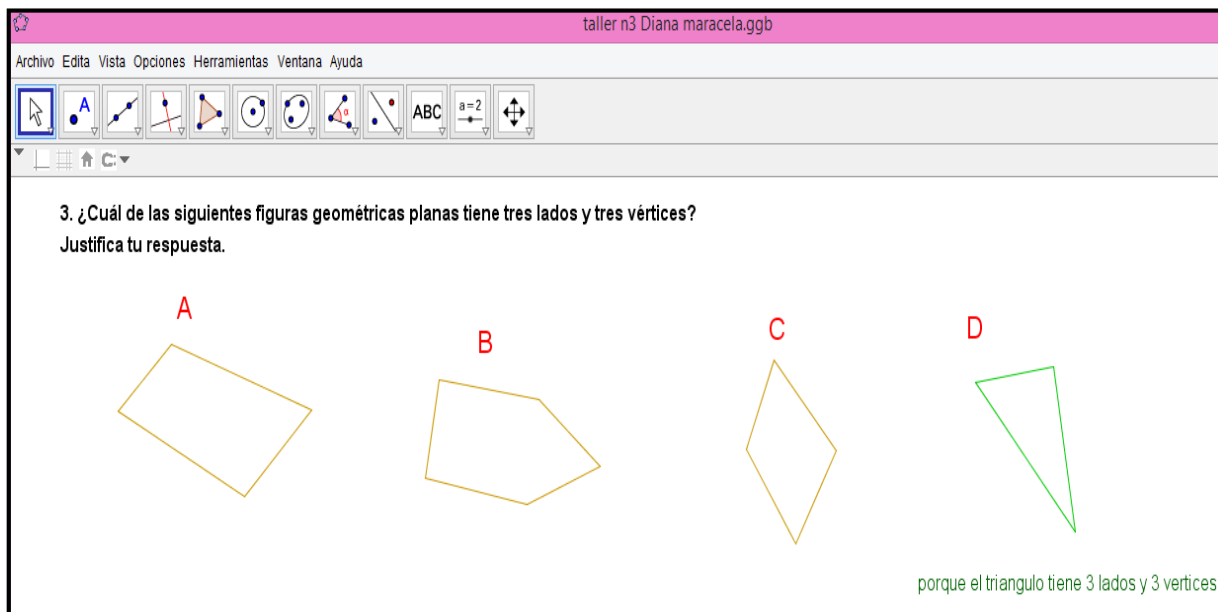 taller n3 Diana maracela.ggb
Archivo Edita Vista Opciones Herramientas Ventana Ayuda
A α ABC a=2
3. ¿Cuál de las siguientes figuras geométricas planas tiene tres lados y tres vértices?
Justifica tu respuesta.
A
B
C
D
porque el triangulo tiene 3 lados y 3 vertices